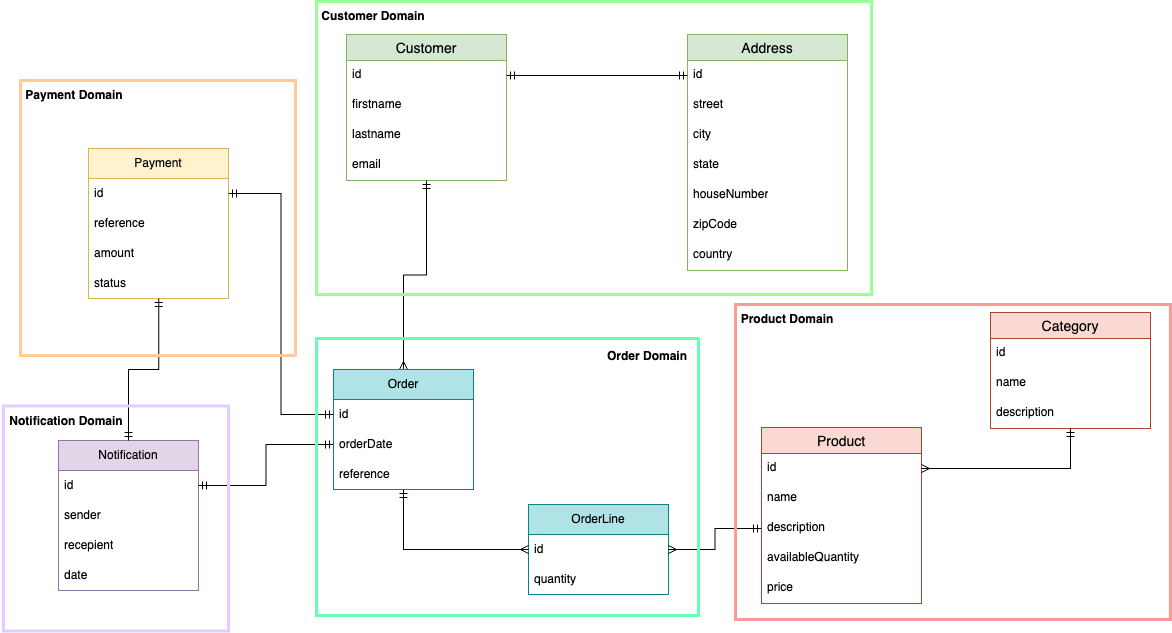 Customer Domain
Customer
id
firstname
lastname
email
Address
id
street
city
state
houseNumber
zipCode
country
Payment Domain
Payment
id
reference
amount
status
Product Domain
Category
id
name
description
Product
id
name
description
availableQuantity
price
Order Domain
Order
id
orderDate
reference
OrderLine
id
quantity
Notification Domain
Notification
id
sender
recepient
date